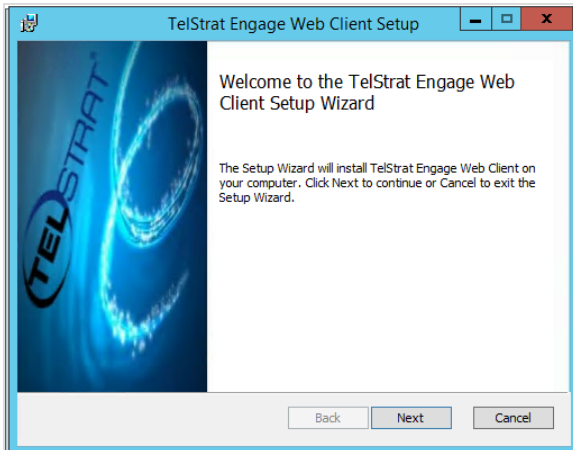 TelStrat Engage Web Client Setup
X
TELSTRAT
Welcome to the TelStrat Engage Web
Client Setup Wizard
The Setup Wizard will install TelStrat Engage Web Client on
your computer. Click Next to continue or Cancel to exit the
Setup Wizard.
Back Next Cancel